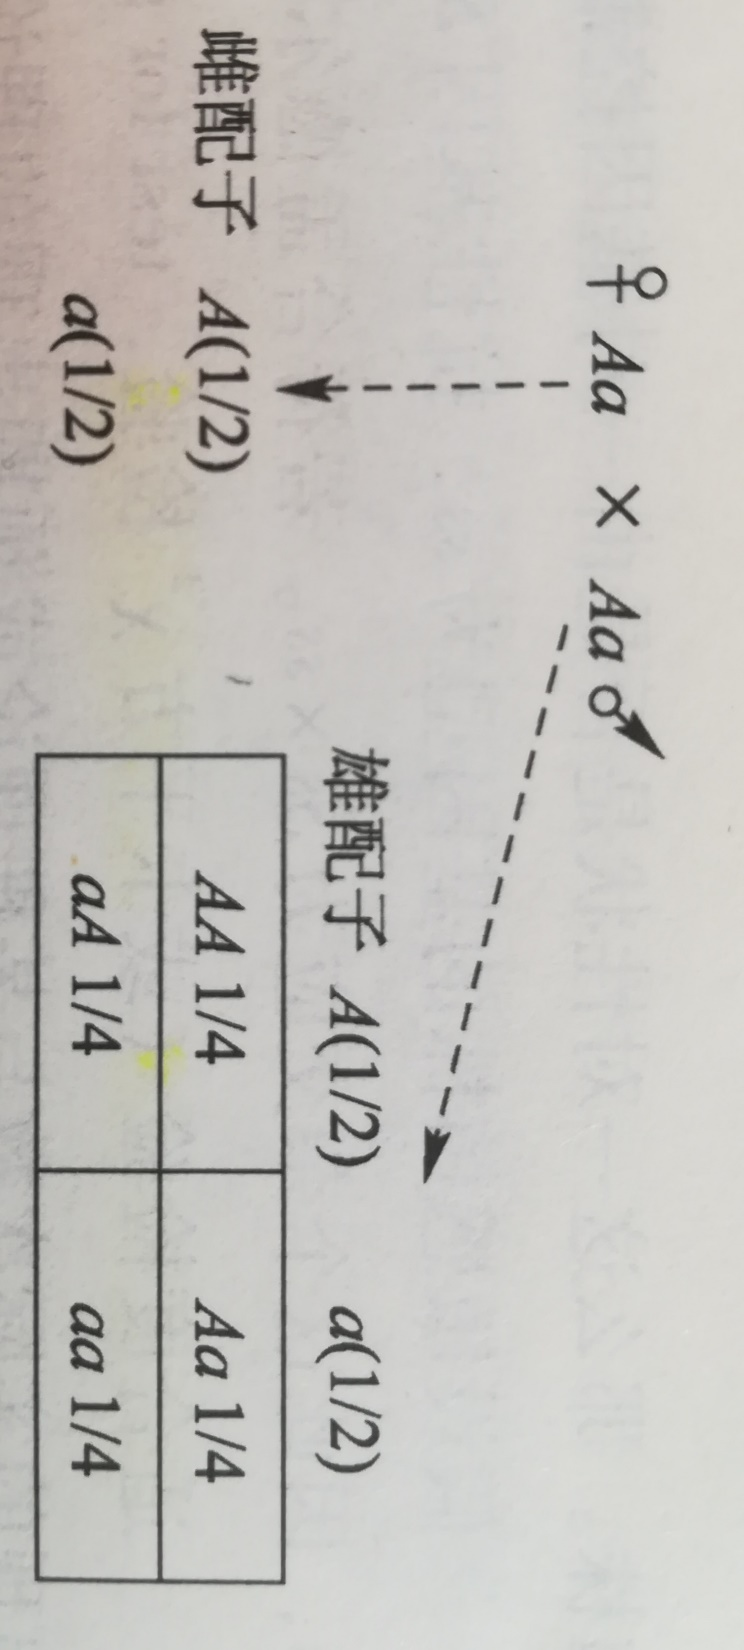 ♀ Aa × Aa ♂
雄配子 A(1/2) a(1/2)
雌配子 A(1/2) AA 1/4 Aa 1/4
a(1/2) aA 1/4 aa 1/4